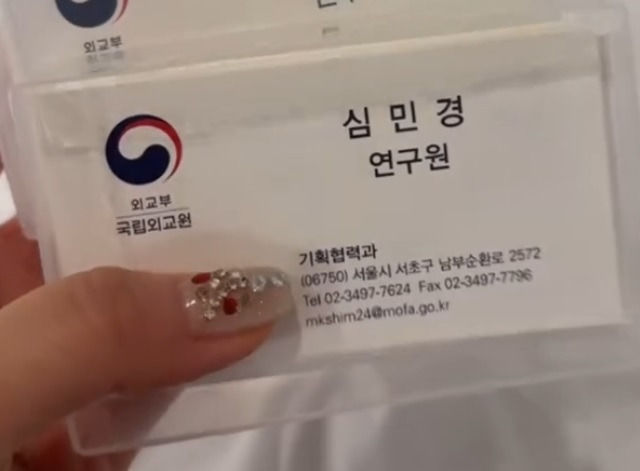 외교부
심민경
연구원
외교부
국립외교원
기획협력과
(06750) 서울시 서초구 남부순환로 2572
Tel 02-3497-7624 Fax 02-3497-7796
mkshim24@mofa.go.kr